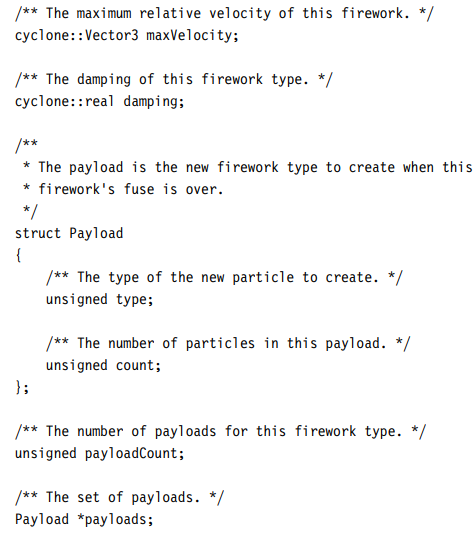 /** The maximum relative velocity of this firework. */
cyclone::Vector3 maxVelocity;
/** The damping of this firework type. */
cyclone::real damping;
/**
* The payload is the new firework type to create when this
* firework's fuse is over.
*/
struct Payload
{
/** The type of the new particle to create. */
unsigned type;
/** The number of particles in this payload. */
unsigned count;
};
/** The number of payloads for this firework type. */
unsigned payloadCount;
/** The set of payloads. */
Payload *payloads;